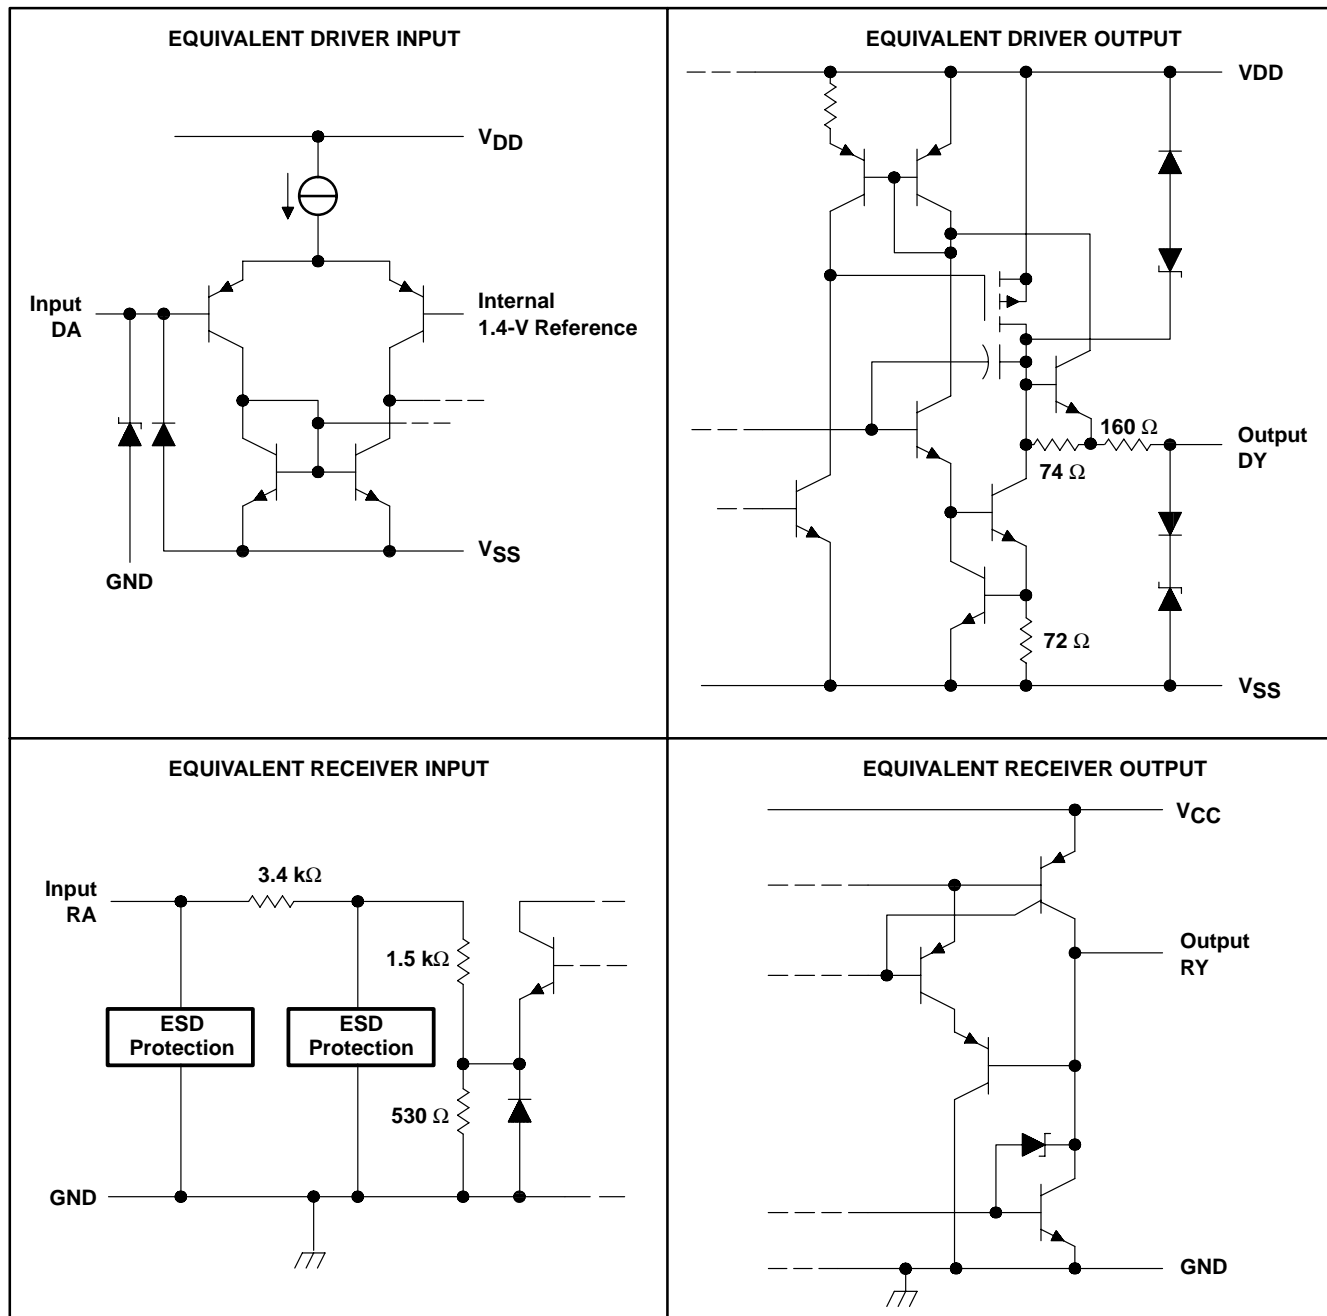 EQUIVALENT DRIVER INPUT
VDD
Input
DA
Internal
1.4-V Reference
GND
VSS
EQUIVALENT DRIVER OUTPUT
VDD
160 Ω
Output
DY
74 Ω
72 Ω
VSS
EQUIVALENT RECEIVER INPUT
3.4 kΩ
Input
RA
1.5 kΩ
ESD
Protection
ESD
Protection
530 Ω
GND
EQUIVALENT RECEIVER OUTPUT
VCC
Output
RY
GND